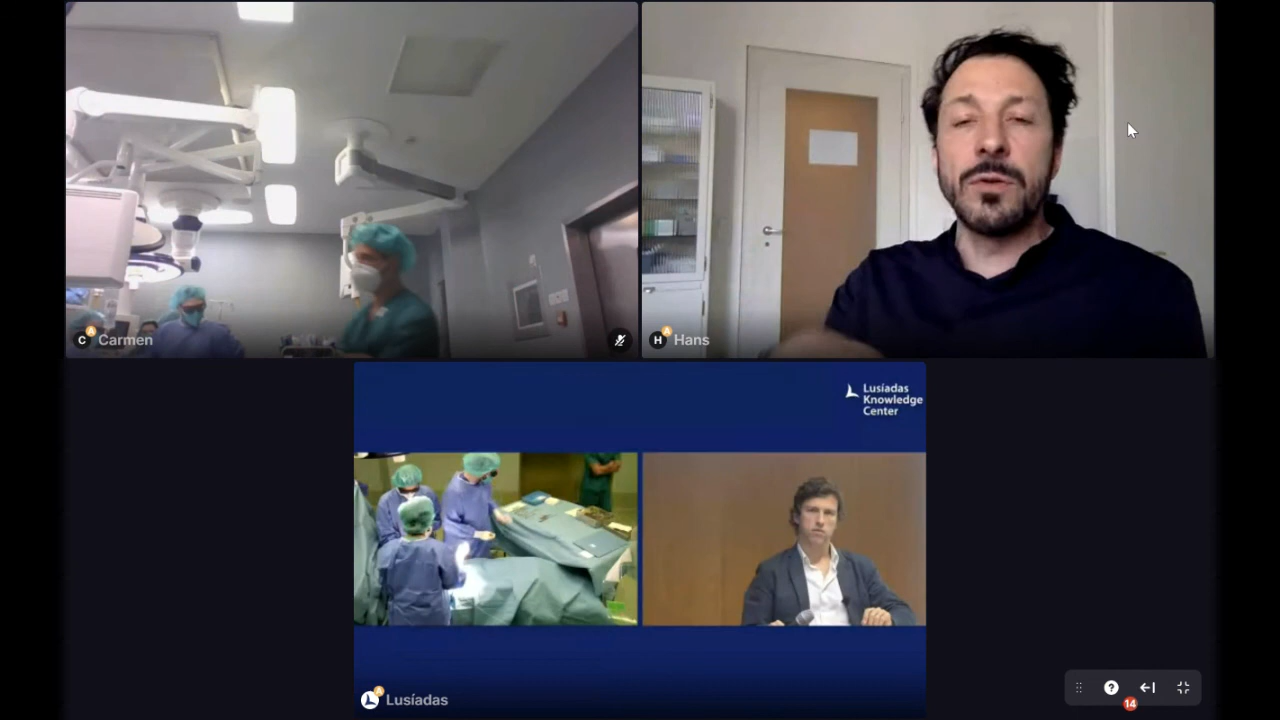 C
A
Carmen
H
A
Hans
Lusíadas
Knowledge
Center
A
Lusíadas
?
14